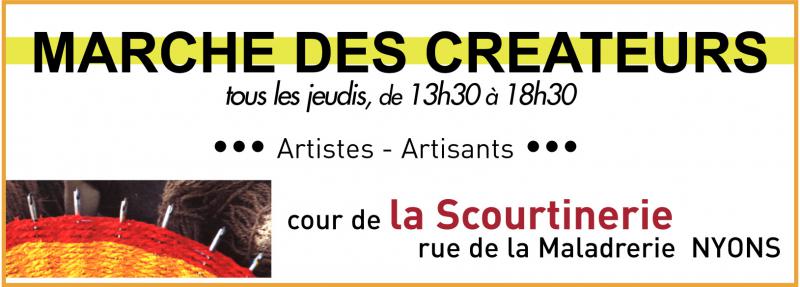 MARCHE DES CREATEURS
tous les jeudis, de 13h30 à 18h30
••• Artistes - Artisants •••
cour de la Scourtinerie
rue de la Maladrerie NYONS